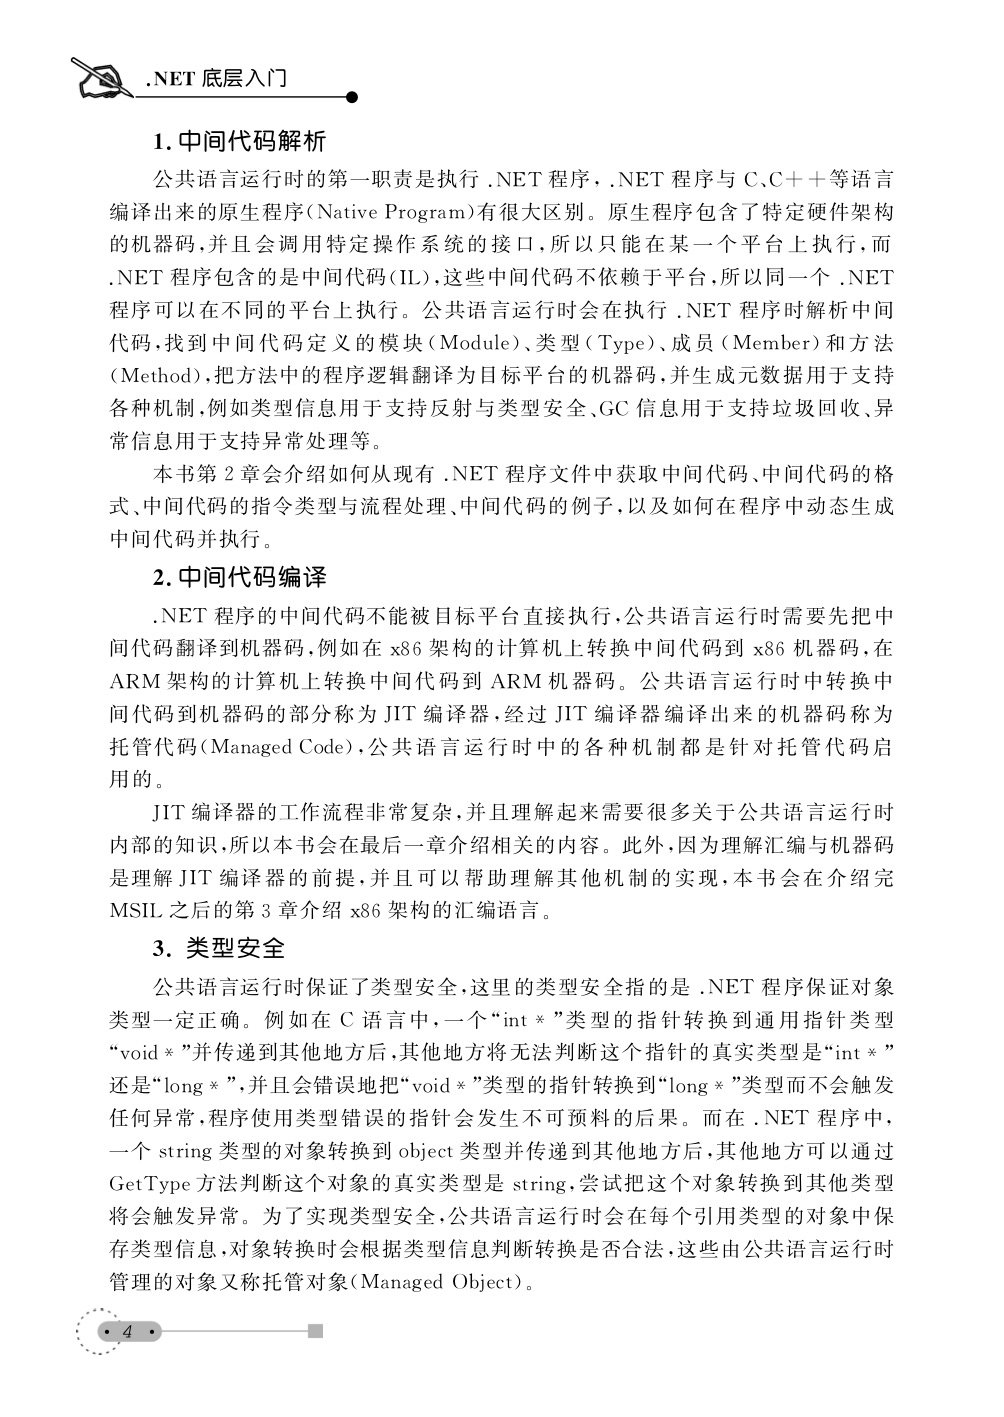 .NET 底层入门
1. 中间代码解析
公共语言运行时的第一职责是执行 .NET 程序，.NET 程序与 C、C＋＋等语言
编译出来的原生程序(Native Program)有很大区别。原生程序包含了特定硬件架构
的机器码,并且会调用特定操作系统的接口,所以只能在某一个平台上执行,而
.NET 程序包含的是中间代码(IL),这些中间代码不依赖于平台,所以同一个 .NET
程序可以在不同的平台上执行。公共语言运行时会在执行 .NET 程序时解析中间
代码,找到中间代码定义的模块(Module)、类型(Type)、成员(Member)和方法
(Method),把方法中的程序逻辑翻译为目标平台的机器码,并生成元数据用于支持
各种机制,例如类型信息用于支持反射与类型安全、GC 信息用于支持垃圾回收、异
常信息用于支持异常处理等。
本书第 2 章会介绍如何从现有 .NET 程序文件中获取中间代码、中间代码的格
式、中间代码的指令类型与流程处理、中间代码的例子,以及如何在程序中动态生成
中间代码并执行。
2. 中间代码编译
.NET 程序的中间代码不能被目标平台直接执行,公共语言运行时需要先把中
间代码翻译到机器码,例如在 x86 架构的计算机上转换中间代码到 x86 机器码,在
ARM 架构的计算机上转换中间代码到 ARM 机器码。公共语言运行时中转换中
间代码到机器码的部分称为 JIT 编译器,经过 JIT 编译器编译出来的机器码称为
托管代码(Managed Code),公共语言运行时中的各种机制都是针对托管代码启
用的。
JIT 编译器的工作流程非常复杂,并且理解起来需要很多关于公共语言运行时
内部的知识,所以本书会在最后一章介绍相关的内容。此外,因为理解汇编与机器码
是理解 JIT 编译器的前提,并且可以帮助理解其他机制的实现,本书会在介绍完
MSIL 之后的第 3 章介绍 x86 架构的汇编语言。
3. 类型安全
公共语言运行时保证了类型安全,这里的类型安全指的是 .NET 程序保证对象
类型一定正确。例如在 C 语言中,一个“int *”类型的指针转换到通用指针类型
“void *”并传递到其他地方后,其他地方将无法判断这个指针的真实类型是“int *”
还是“long *”,并且会错误地把“void *”类型的指针转换到“long *”类型而不会触发
任何异常,程序使用类型错误的指针会发生不可预料的后果。而在 .NET 程序中,
一个 string 类型的对象转换到 object 类型并传递到其他地方后,其他地方可以通过
GetType 方法判断这个对象的真实类型是 string,尝试把这个对象转换到其他类型
将会触发异常。为了实现类型安全,公共语言运行时会在每个引用类型的对象中保
存类型信息,对象转换时会根据类型信息判断转换是否合法,这些由公共语言运行时
管理的对象又称托管对象(Managed Object)。
4